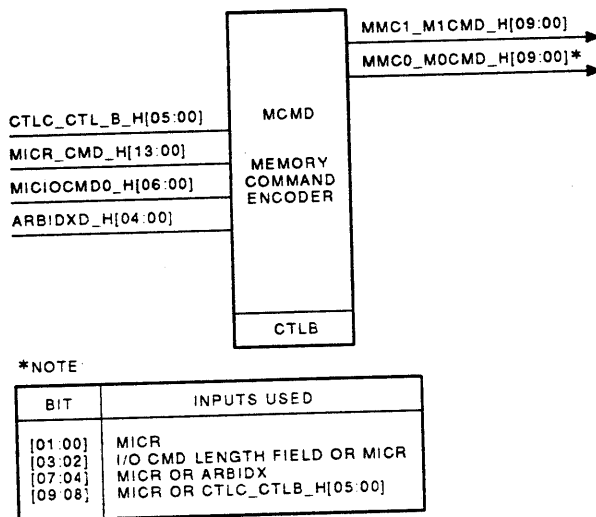 MMC1_M1CMD_H[09:00]
MMC0_M0CMD_H[09:00]*
CTLC_CTL_B_H[05:00]
MICR_CMD_H[13:00]
MICIOCMD0_H[06:00]
ARBIDXD_H[04:00]
MCMD
MEMORY
COMMAND
ENCODER
CTLB
*NOTE:
BIT INPUTS USED
[01:00] MICR
[03:02] I/O CMD LENGTH FIELD OR MICR
[07:04] MICR OR ARBIDX
[09:08] MICR OR CTLC_CTLB_H[05:00]